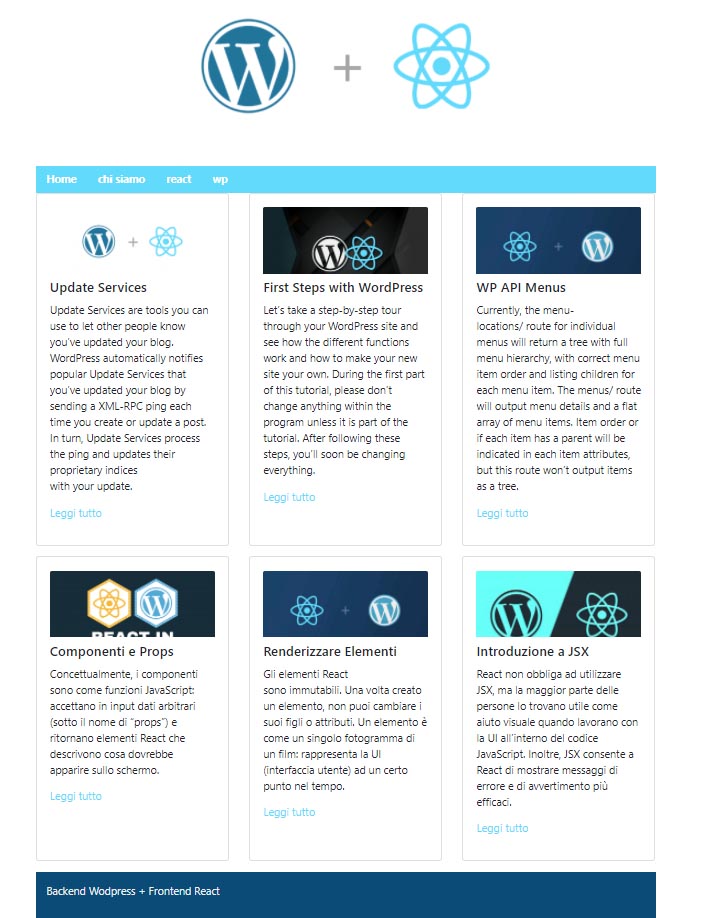 Home chi siamo react wp
Update Services
Update Services are tools you can
use to let other people know
you've updated your blog.
WordPress automatically notifies
popular Update Services that
you've updated your blog by
sending a XML-RPC ping each
time you create or update a post.
In turn, Update Services process
the ping and updates their
proprietary indices
with your update.
Leggi tutto
First Steps with WordPress
Let's take a step-by-step tour
through your WordPress site and
see how the different functions
work and how to make your new
site your own. During the first part
of this tutorial, please don't
change anything within the
program unless it is part of the
tutorial. After following these
steps, you'll soon be changing
everything.
Leggi tutto
WP API Menus
Currently, the menu-
locations/ route for individual
menus will return a tree with full
menu hierarchy, with correct menu
item order and listing children for
each menu item. The menus/ route
will output menu details and a flat
array of menu items. Item order or
if each item has a parent will be
indicated in each item attributes,
but this route won't output items
as a tree.
Leggi tutto
REACT IN
Componenti e Props
Concettualmente, i componenti
sono come funzioni JavaScript:
accettano in input dati arbitrari
(sotto il nome di “props”) e
ritornano elementi React che
descrivono cosa dovrebbe
apparire sullo schermo.
Leggi tutto
Renderizzare Elementi
Gli elementi React
sono immutabili. Una volta creato
un elemento, non puoi cambiare i
suoi figli o attributi. Un elemento è
come un singolo fotogramma di
un film: rappresenta la UI
(interfaccia utente) ad un certo
punto nel tempo.
Leggi tutto
Introduzione a JSX
React non obbliga ad utilizzare
JSX, ma la maggior parte delle
persone lo trovano utile come
aiuto visuale quando lavorano con
la UI all'interno del codice
JavaScript. Inoltre, JSX consente a
React di mostrare messaggi di
errore e di avvertimento più
efficaci.
Leggi tutto
Backend Wodpress + Frontend React